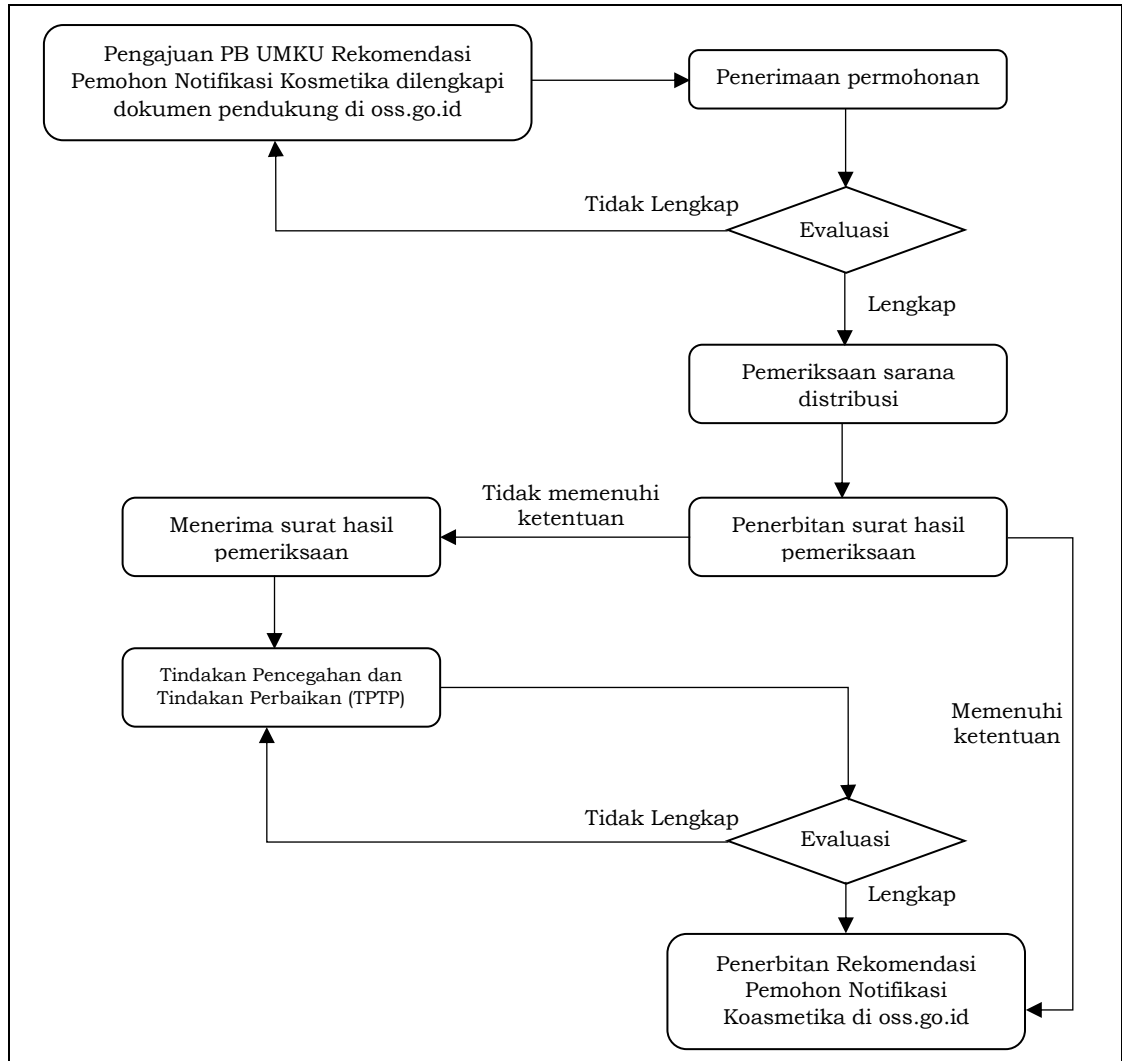 Pengajuan PB UMKU Rekomendasi
Pemohon Notifikasi Kosmetika dilengkapi
dokumen pendukung di oss.go.id
Penerimaan permohonan
Tidak Lengkap
Evaluasi
Lengkap
Pemeriksaan sarana
distribusi
Tidak memenuhi
ketentuan
Menerima surat hasil
pemeriksaan
Penerbitan surat hasil
pemeriksaan
Tindakan Pencegahan dan
Tindakan Perbaikan (TPTP)
Memenuhi
ketentuan
Tidak Lengkap
Evaluasi
Lengkap
Penerbitan Rekomendasi
Pemohon Notifikasi
Koasmetika di oss.go.id